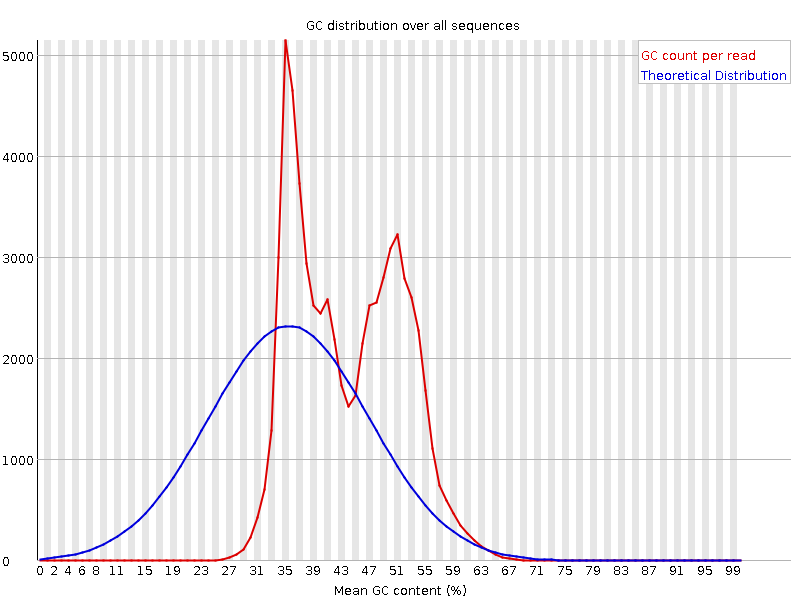 GC distribution over all sequences
GC count per read
Theoretical Distribution
5000
4000
3000
2000
1000
0
0 2 4 6 8 11 15 19 23 27 31 35 39 43 47 51 55 59 63 67 71 75 79 83 87 91 95 99
Mean GC content (%)